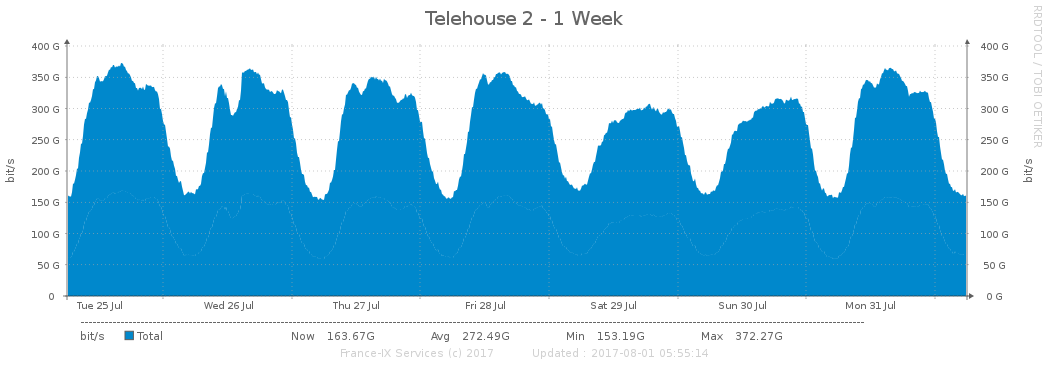 Telehouse 2 - 1 Week
RRDTOOL / TOBI OETIKER
400 G 400 G
350 G 350 G
300 G 300 G
250 G 250 G
200 G 200 G
150 G 150 G
100 G 100 G
50 G 50 G
0 0 G
bit/s bit/s
Tue 25 Jul Wed 26 Jul Thu 27 Jul Fri 28 Jul Sat 29 Jul Sun 30 Jul Mon 31 Jul
bit/s Total Now 163.67G Avg 272.49G Min 153.19G Max 372.27G
France-IX Services (c) 2017 Updated : 2017-08-01 05:55:14